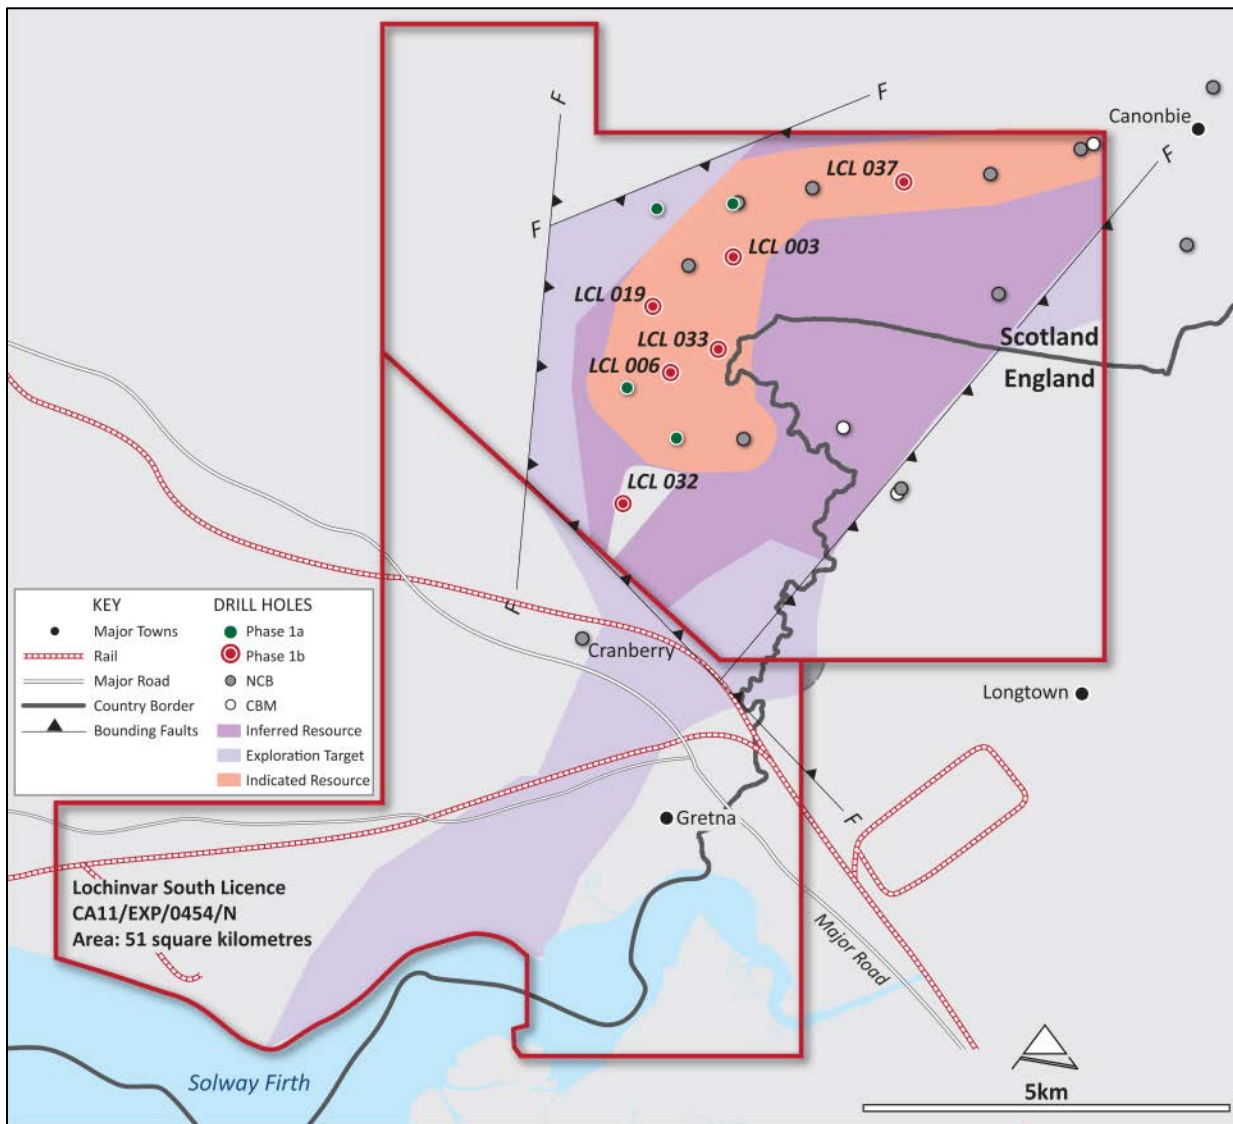 F
F
Canonbie
F
F
LCL 037
LCL 003
LCL 019
LCL 033
LCL 006
Scotland
England
LCL 032
F
KEY
DRILL HOLES
Major Towns
Phase 1a
Rail
Phase 1b
Major Road
NCB
Country Border
CBM
Bounding Faults
Inferred Resource
Exploration Target
Indicated Resource
Cranberry
Longtown
Gretna
F
Lochinvar South Licence
CA11/EXP/0454/N
Area: 51 square kilometres
Major Road
Solway Firth
5km